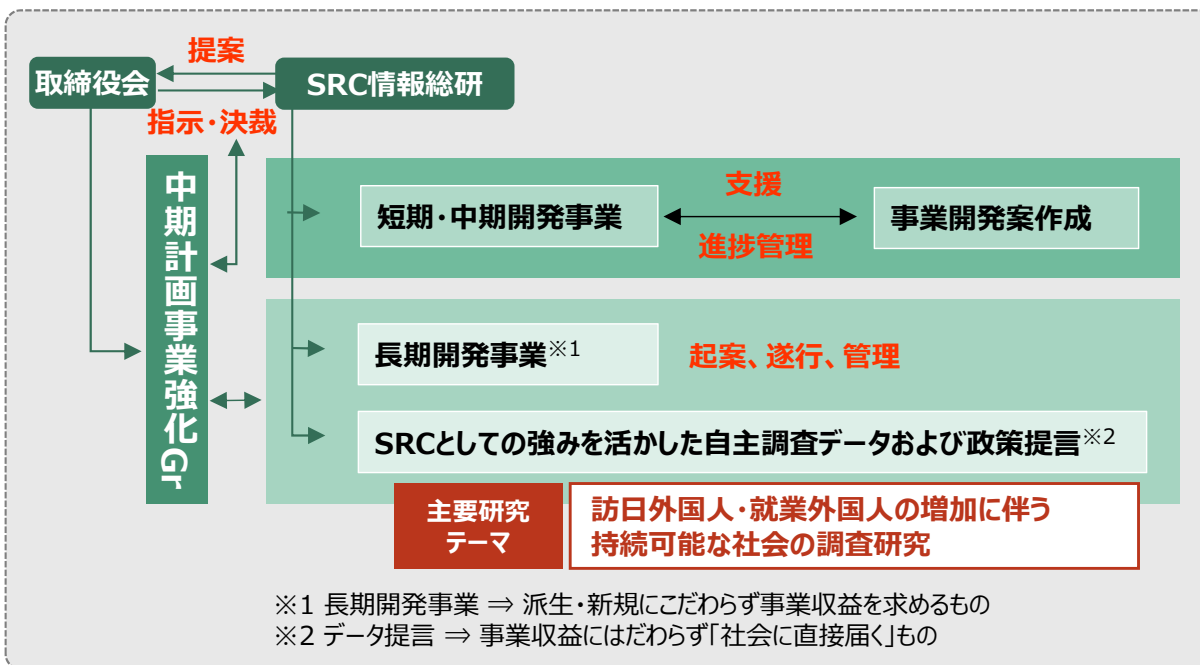 提案
取締役会
SRC情報総研
指示・決裁
中期計画事業強化Gr
短期・中期開発事業
支援
進捗管理
事業開発案作成
長期開発事業※1
起案、遂行、管理
SRCとしての強みを活かした自主調査データおよび政策提言※2
主要研究
テーマ
訪日外国人・就業外国人の増加に伴う
持続可能な社会の調査研究
※1 長期開発事業 ⇒ 派生・新規にこだわらず事業収益を求めるもの
※2 データ提言 ⇒ 事業収益にはだわらず「社会に直接届く」もの